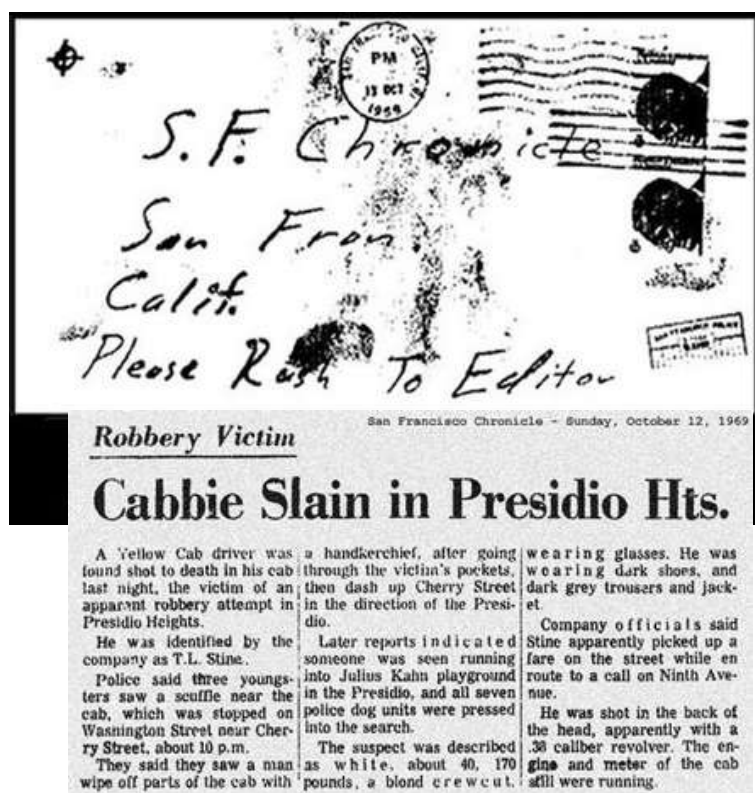 PM
13 OCT
1969
S.F. Chronicle
San Fran.
Calif.
Please Rush To Editor
San Francisco Chronicle - Sunday, October 12, 1969
Robbery Victim
Cabbie Slain in Presidio Hts.
A Yellow Cab driver was
found shot to death in his cab
last night, the victim of an
apparent robbery attempt in
Presidio Heights.
He was identified by the
company as T.L. Stine.
Police said three young-
sters saw a scuffle near the
cab, which was stopped on
Washington Street near Cher-
ry Street, about 10 p.m.
They said they saw a man
wipe off parts of the cab with
a handkerchief, after going
through the victim's pockets,
then dash up Cherry Street
in the direction of the Presi-
dio.
Later reports indicated
someone was seen running
into Julius Kahn playground
in the Presidio, and all seven
police dog units were pressed
into the search.
The suspect was described
as white, about 40, 170
pounds, a blond crewcut,
wearing glasses. He was
wearing dark shoes, and
dark grey trousers and jack-
et.
Company officials said
Stine apparently picked up a
fare on the street while en
route to a call on Ninth Ave-
nue.
He was shot in the back of
the head, apparently with a
.38 caliber revolver. The en-
gine and meter of the cab
still were running.